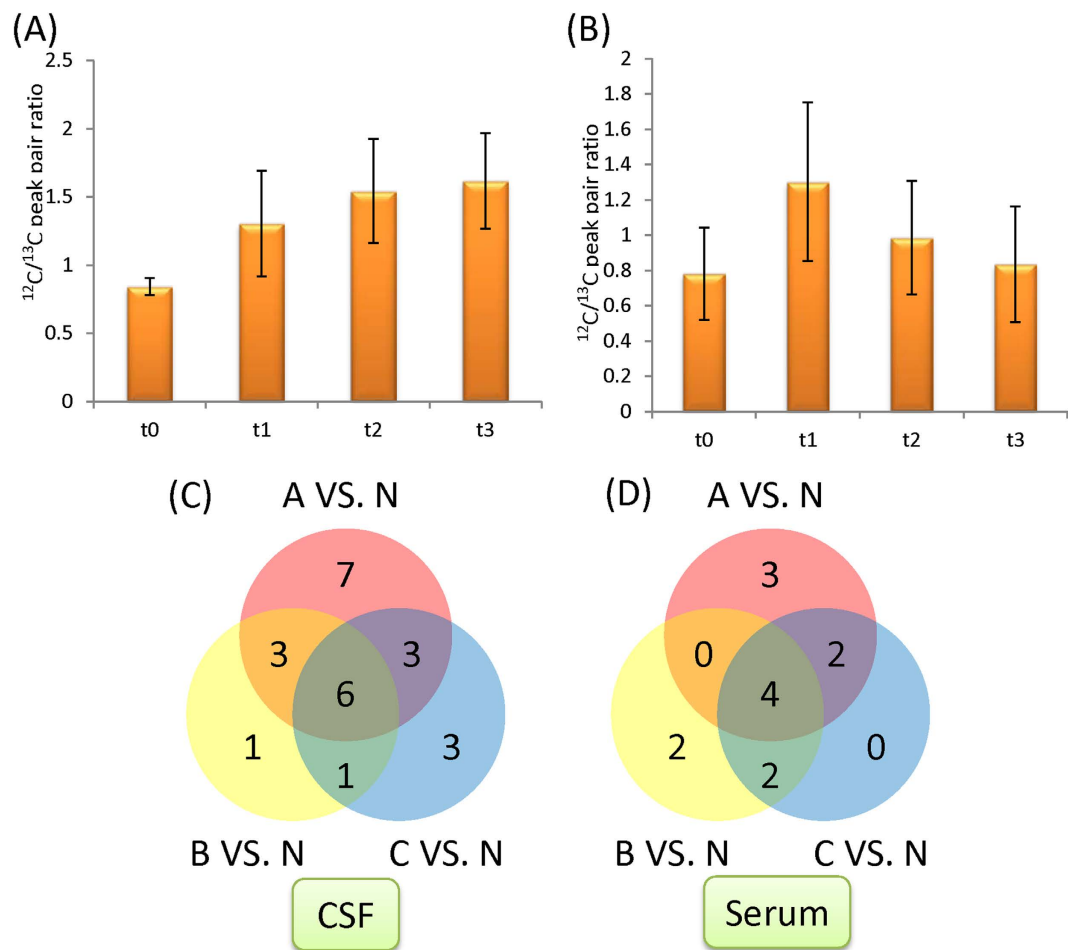 (A)
¹²C/¹³C peak pair ratio
2.5
2
1.5
1
0.5
0
t0 t1 t2 t3
(B)
¹²C/¹³C peak pair ratio
2
1.8
1.6
1.4
1.2
1
0.8
0.6
0.4
0.2
0
t0 t1 t2 t3
(C) A VS. N
7
3 3
6
1 3
1
B VS. N C VS. N
CSF
(D) A VS. N
3
0 2
4
2 0
2
B VS. N C VS. N
Serum